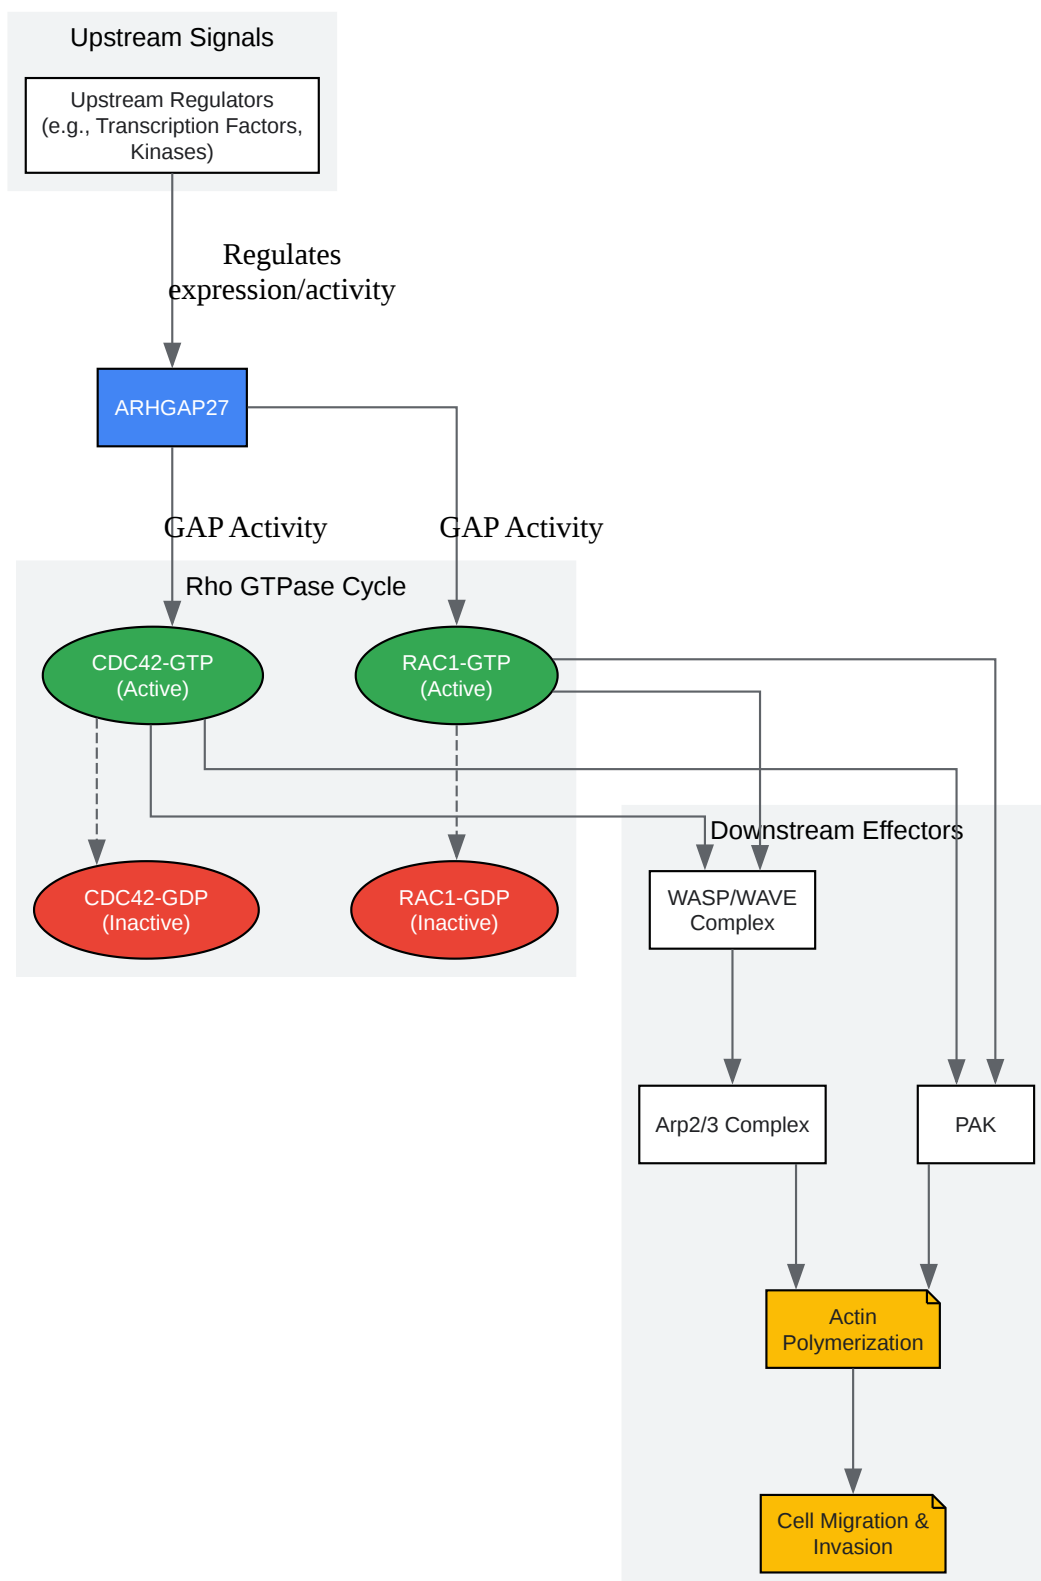 Upstream Signals
Upstream Regulators
(e.g., Transcription Factors,
Kinases)
Regulates
expression/activity
ARHGAP27
GAP Activity
GAP Activity
Rho GTPase Cycle
CDC42-GTP
(Active)
RAC1-GTP
(Active)
Downstream Effectors
CDC42-GDP
(Inactive)
RAC1-GDP
(Inactive)
WASP/WAVE
Complex
Arp2/3 Complex
PAK
Actin
Polymerization
Cell Migration &
Invasion